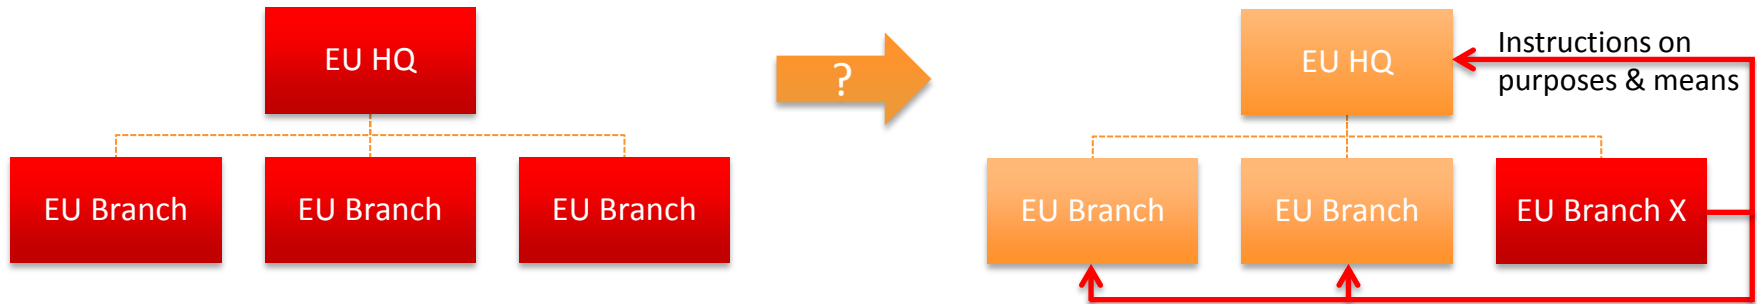 EU HQ
EU Branch
EU Branch
EU Branch
?
EU HQ
Instructions on
purposes & means
EU Branch
EU Branch
EU Branch X